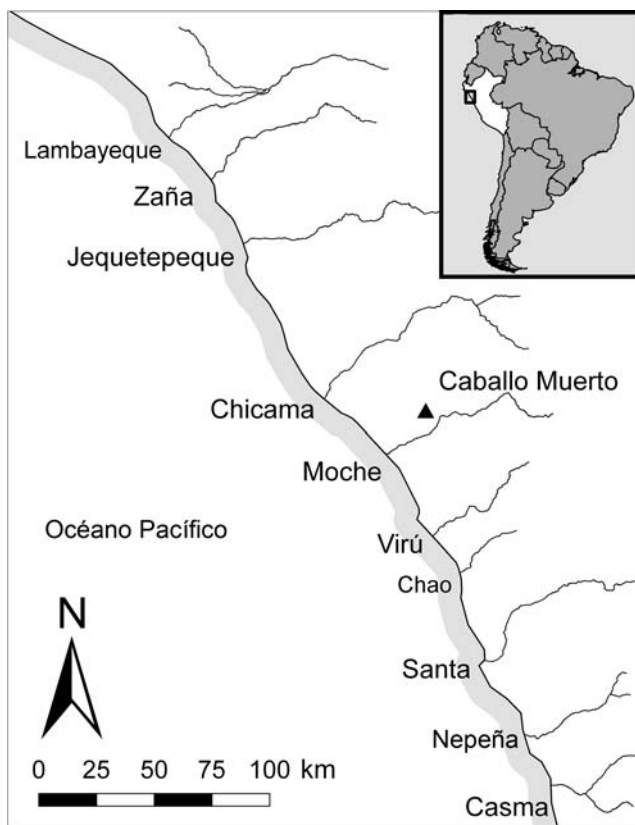 Lambayeque
Zaña
Jequetepeque
Caballo Muerto
Chicama
Moche
Océano Pacífico
Virú
Chao
N
Santa
Nepeña
0 25 50 75 100 km
Casma